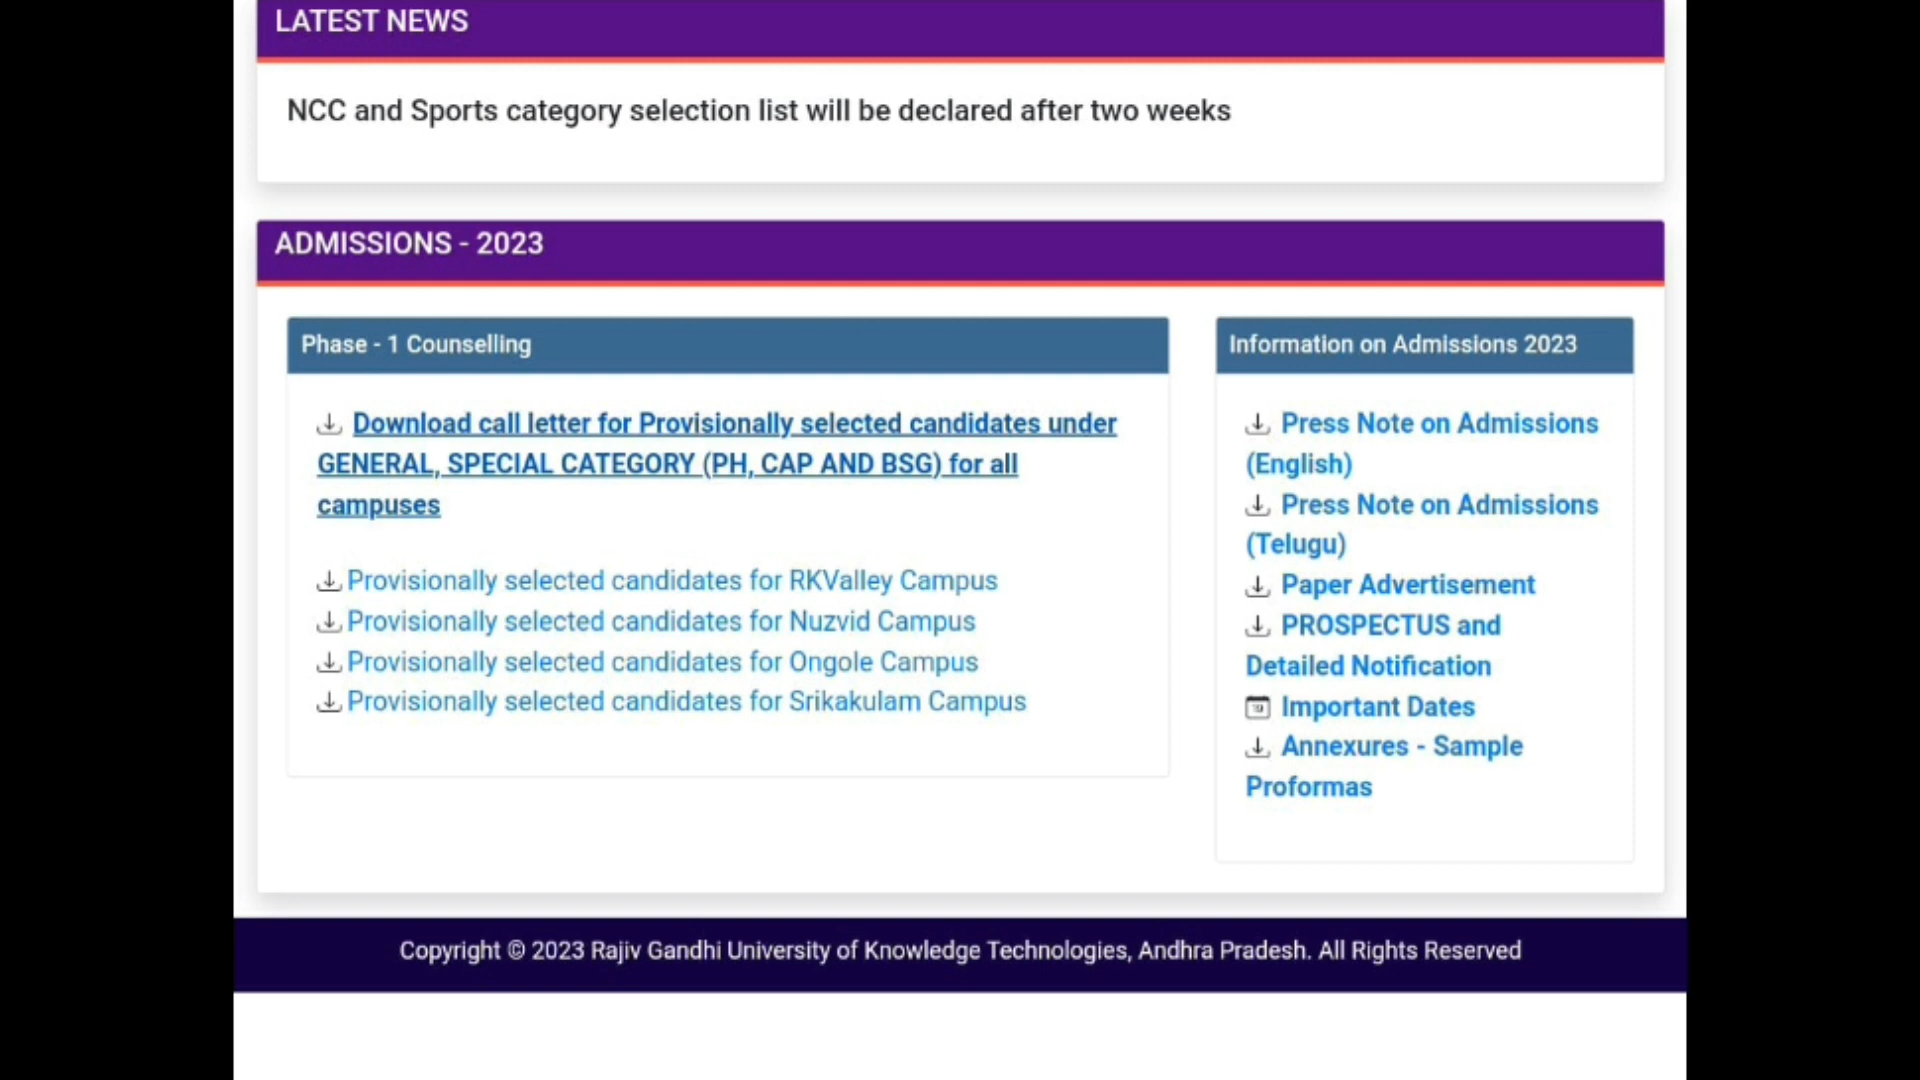 LATEST NEWS
NCC and Sports category selection list will be declared after two weeks
ADMISSIONS - 2023
Phase - 1 Counselling
Download call letter for Provisionally selected candidates under
GENERAL, SPECIAL CATEGORY (PH, CAP AND BSG) for all
campuses
Provisionally selected candidates for RKValley Campus
Provisionally selected candidates for Nuzvid Campus
Provisionally selected candidates for Ongole Campus
Provisionally selected candidates for Srikakulam Campus
Information on Admissions 2023
Press Note on Admissions
(English)
Press Note on Admissions
(Telugu)
Paper Advertisement
PROSPECTUS and
Detailed Notification
Important Dates
Annexures - Sample
Proformas
Copyright © 2023 Rajiv Gandhi University of Knowledge Technologies, Andhra Pradesh. All Rights Reserved